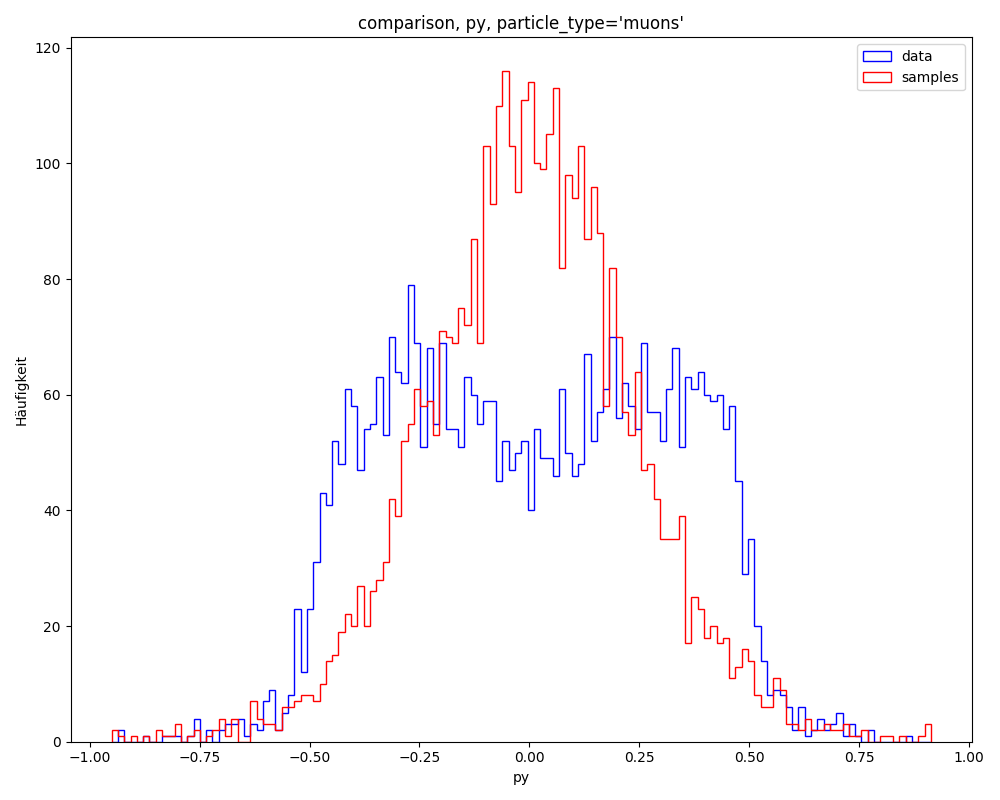 comparison, py, particle_type='muons'
data
samples
Häufigkeit
120
100
80
60
40
20
0
−1.00 −0.75 −0.50 −0.25 0.00 0.25 0.50 0.75 1.00
py